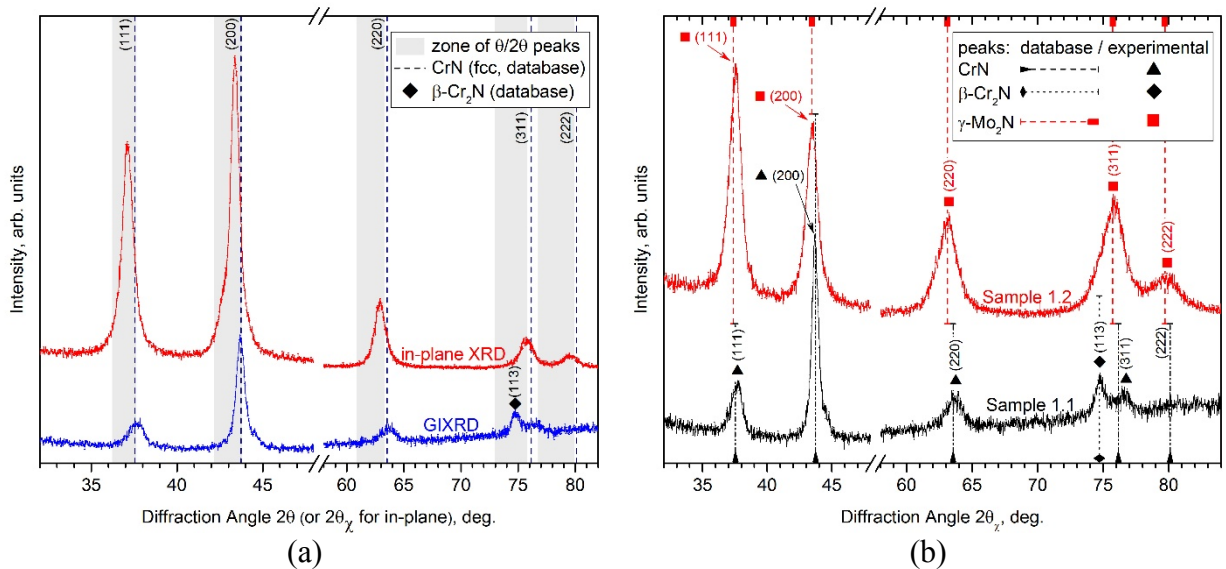 (111)
(200)
(220)
(311)
(222)
zone of θ/2θ peaks
CrN (fcc, database)
β-Cr₂N (database)
in-plane XRD
(113)
GIXRD
Intensity, arb. units
35 40 45 60 65 70 75 80
Diffraction Angle 2θ (or 2θχ for in-plane), deg.
(a)
(111)
(200)
(200)
peaks: database / experimental
CrN
β-Cr₂N
γ-Mo₂N
(220)
(311)
(222)
Sample 1.2
(111)
(220)
(113)
(311)
(222)
Sample 1.1
Intensity, arb. units
35 40 45 60 65 70 75 80
Diffraction Angle 2θχ, deg.
(b)